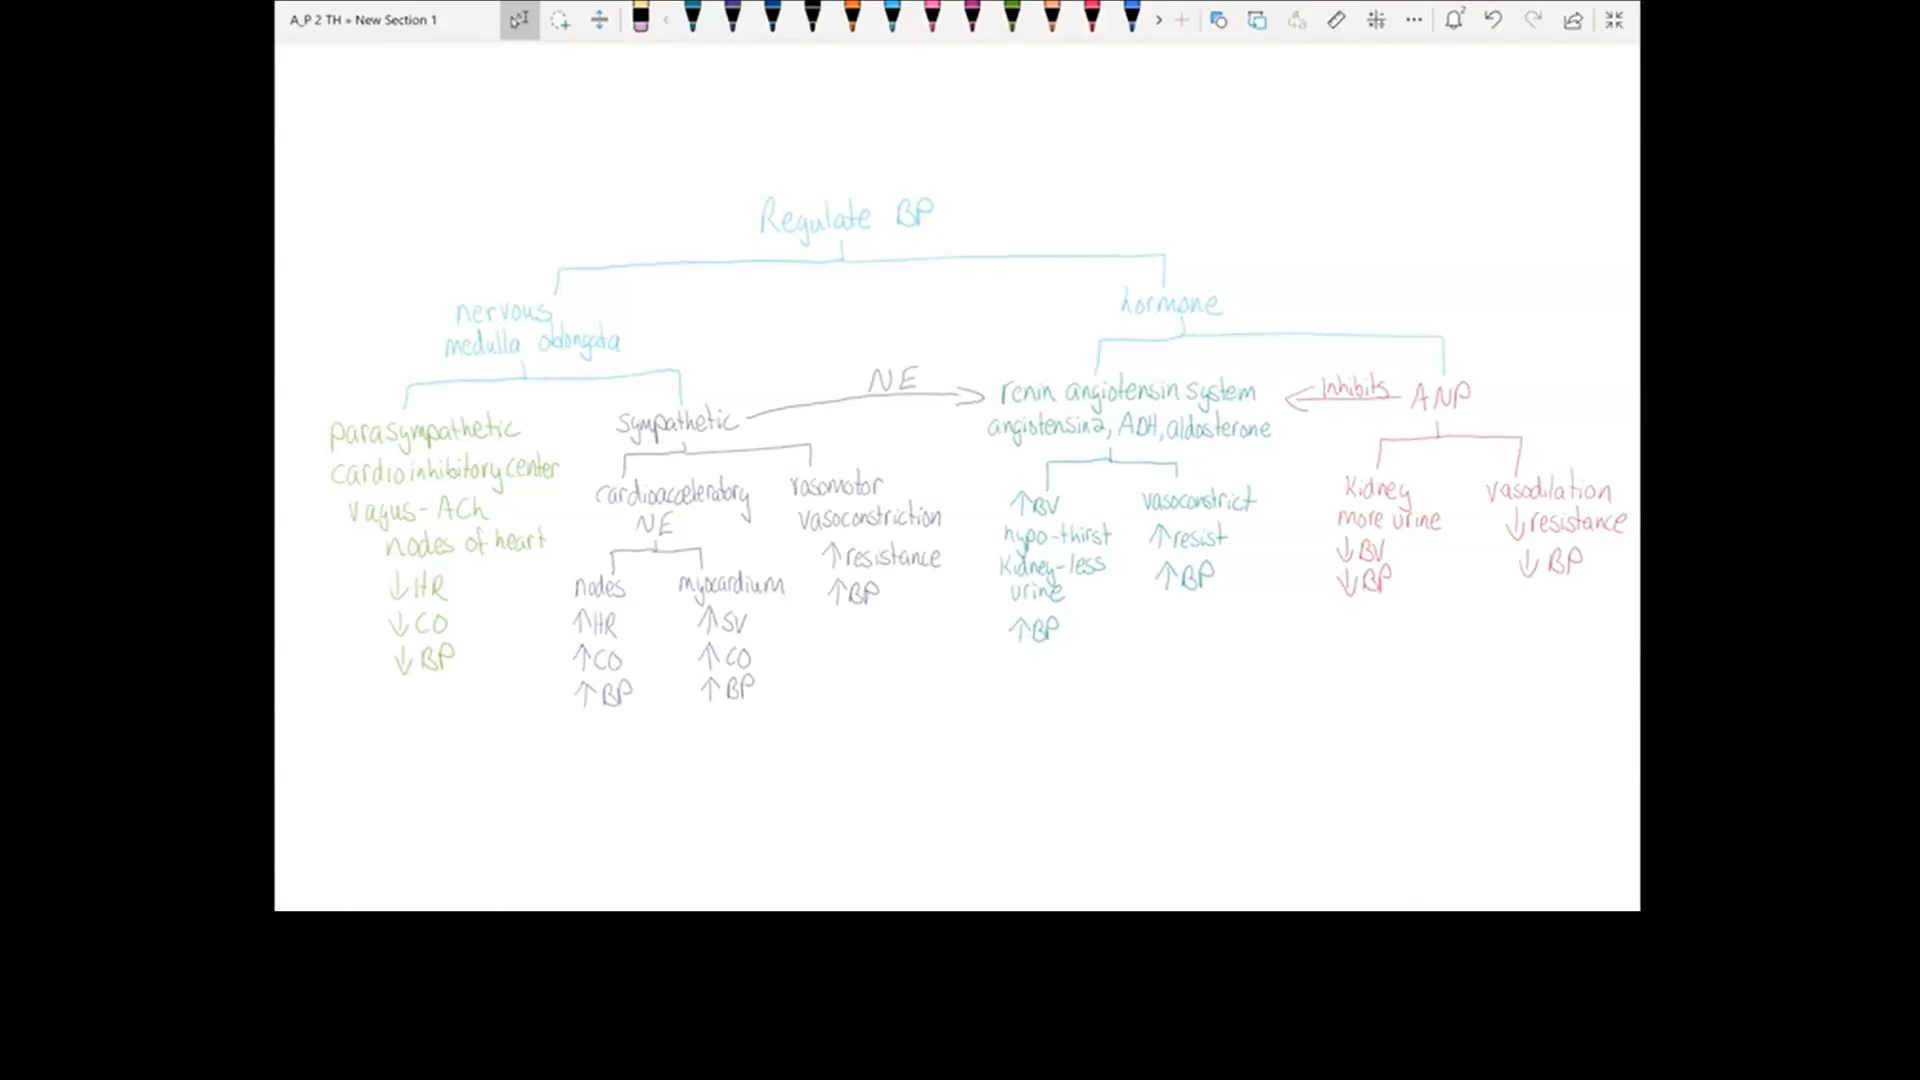 A_P 2 TH » New Section 1
Regulate BP
nervous
medulla oblongata
hormone
parasympathetic
cardioinhibitory center
vagus - ACh
nodes of heart
↓ HR
↓ CO
↓ BP
sympathetic
NE
cardioacceleratory
NE
nodes
↑ HR
↑ CO
↑ BP
myocardium
↑ SV
↑ CO
↑ BP
vasomotor
vasoconstriction
↑ resistance
↑ BP
renin angiotensin system
angiotensin2, ADH, aldosterone
↑ BV
hypo-thirst
Kidney-less
urine
↑ BP
vasoconstrict
↑ resist
↑ BP
Inhibits
ANP
Kidney
more urine
↓ BV
↓ BP
vasodilation
↓ resistance
↓ BP